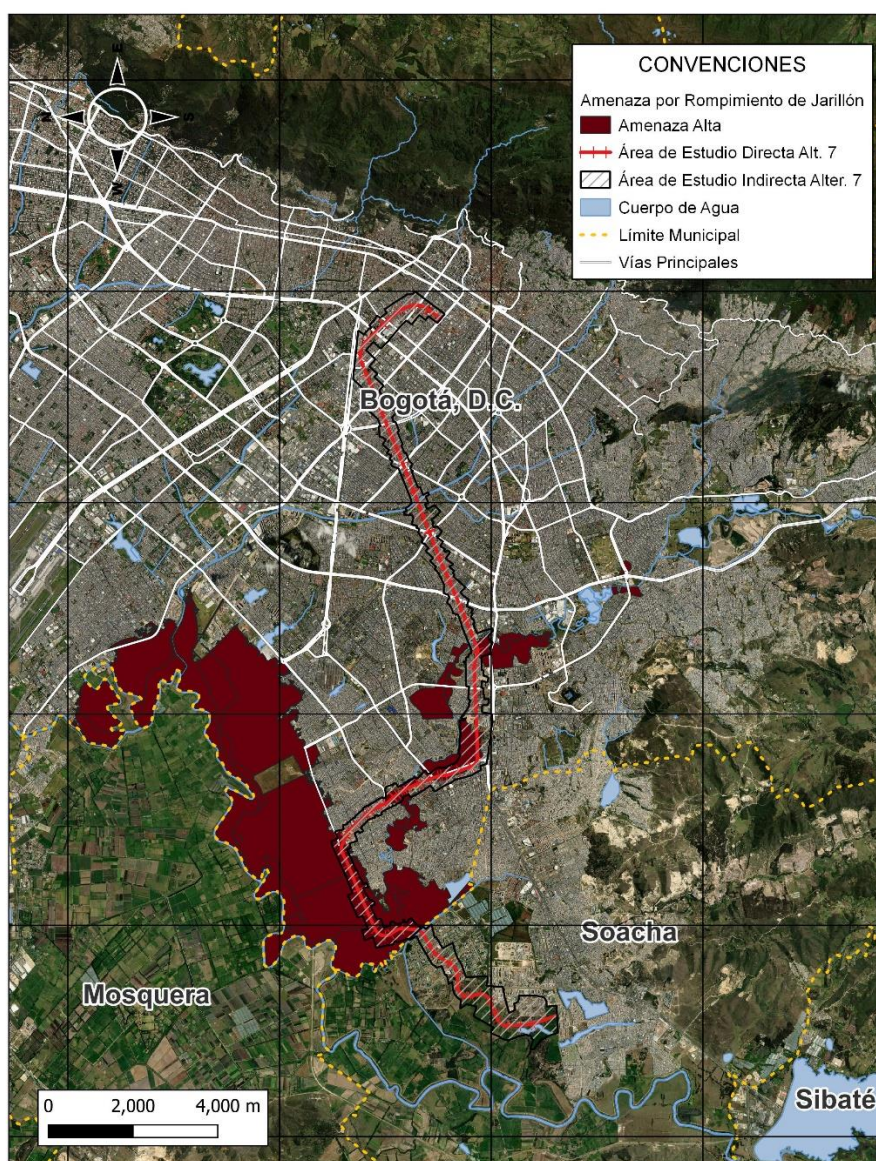 E
N
S
W
CONVENCIONES
Amenaza por Rompimiento de Jarillón
Amenaza Alta
Área de Estudio Directa Alt. 7
Área de Estudio Indirecta Alter. 7
Cuerpo de Agua
Límite Municipal
Vías Principales
Bogotá, D.C.
Soacha
Mosquera
Sibaté
0 2,000 4,000 m